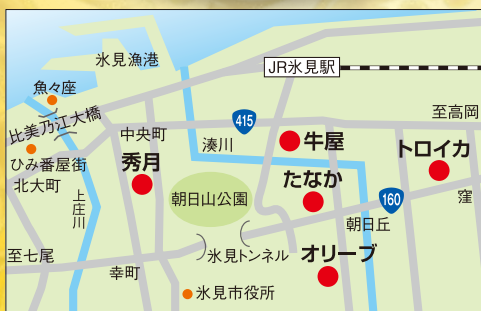 氷見漁港
JR氷見駅
魚々座
比美乃江大橋
415
至高岡
中央町
湊川
牛屋
トロイカ
ひみ番屋街
秀月
北大町
たなか
上庄川
朝日山公園
160
窪
朝日丘
至七尾
氷見トンネル
オリーブ
幸町
氷見市役所